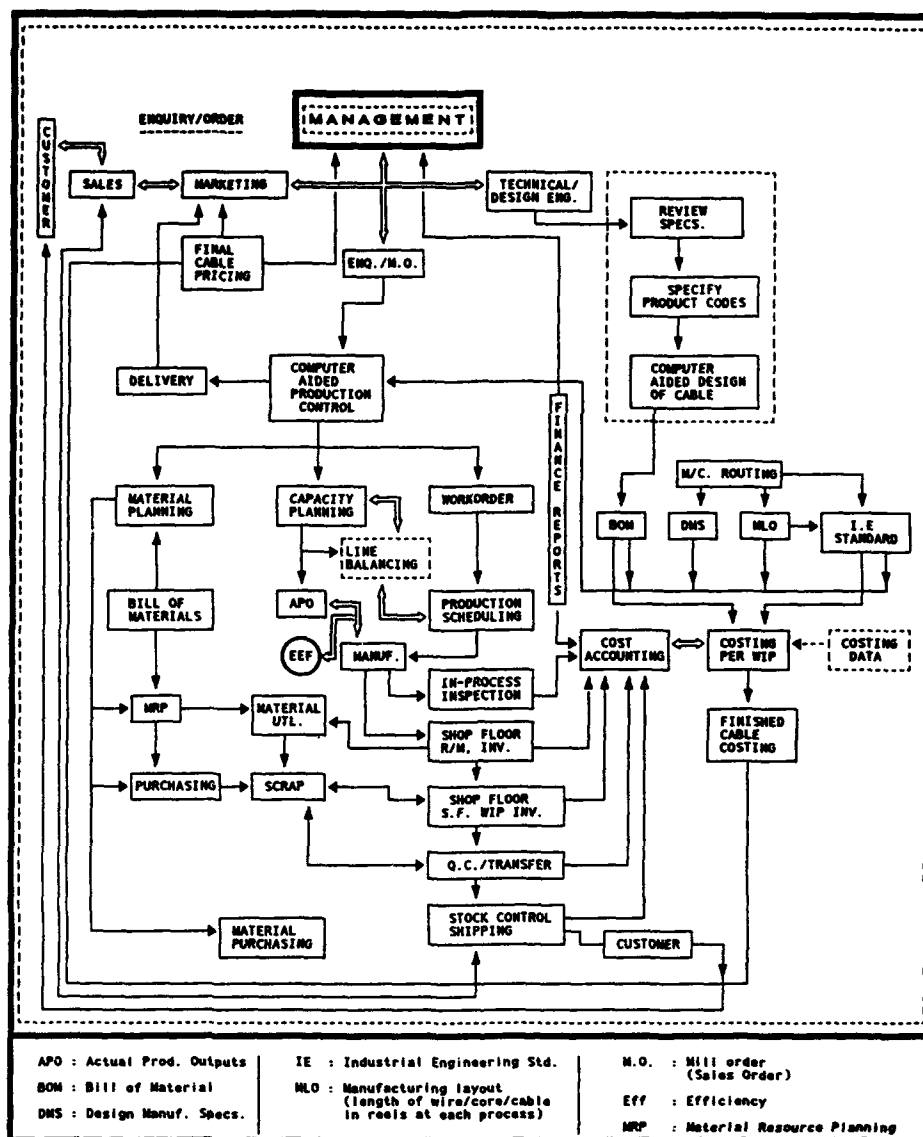 ENQUIRY/ORDER
MANAGEMENT
CUSTOMER
SALES
MARKETING
TECHNICAL/
DESIGN ENG.
REVIEW
SPECS.
FINAL
CABLE
PRICING
ENQ./M.O.
SPECIFY
PRODUCT CODES
DELIVERY
COMPUTER
AIDED
PRODUCTION
CONTROL
COMPUTER
AIDED DESIGN
OF CABLE
FINANCE REPORTS
M/C. ROUTING
MATERIAL
PLANNING
CAPACITY
PLANNING
WORKORDER
BOM
DMS
MLO
I.E
STANDARD
LINE
BALANCING
BILL OF
MATERIALS
APO
PRODUCTION
SCHEDULING
EEF
MANUF.
COST
ACCOUNTING
COSTING
PER WIP
COSTING
DATA
IN-PROCESS
INSPECTION
MRP
MATERIAL
UTL.
SHOP FLOOR
R/M, INV.
FINISHED
CABLE
COSTING
PURCHASING
SCRAP
SHOP FLOOR
S.F. WIP INV.
Q.C./TRANSFER
MATERIAL
PURCHASING
STOCK CONTROL
SHIPPING
CUSTOMER
APO : Actual Prod. Outputs
BOM : Bill of Material
DMS : Design Manuf. Specs.
IE : Industrial Engineering Std.
MLO : Manufacturing layout
(length of wire/core/cable
in reels at each process)
M.O. : Mill order
(Sales Order)
Eff : Efficiency
MRP : Material Resource Planning